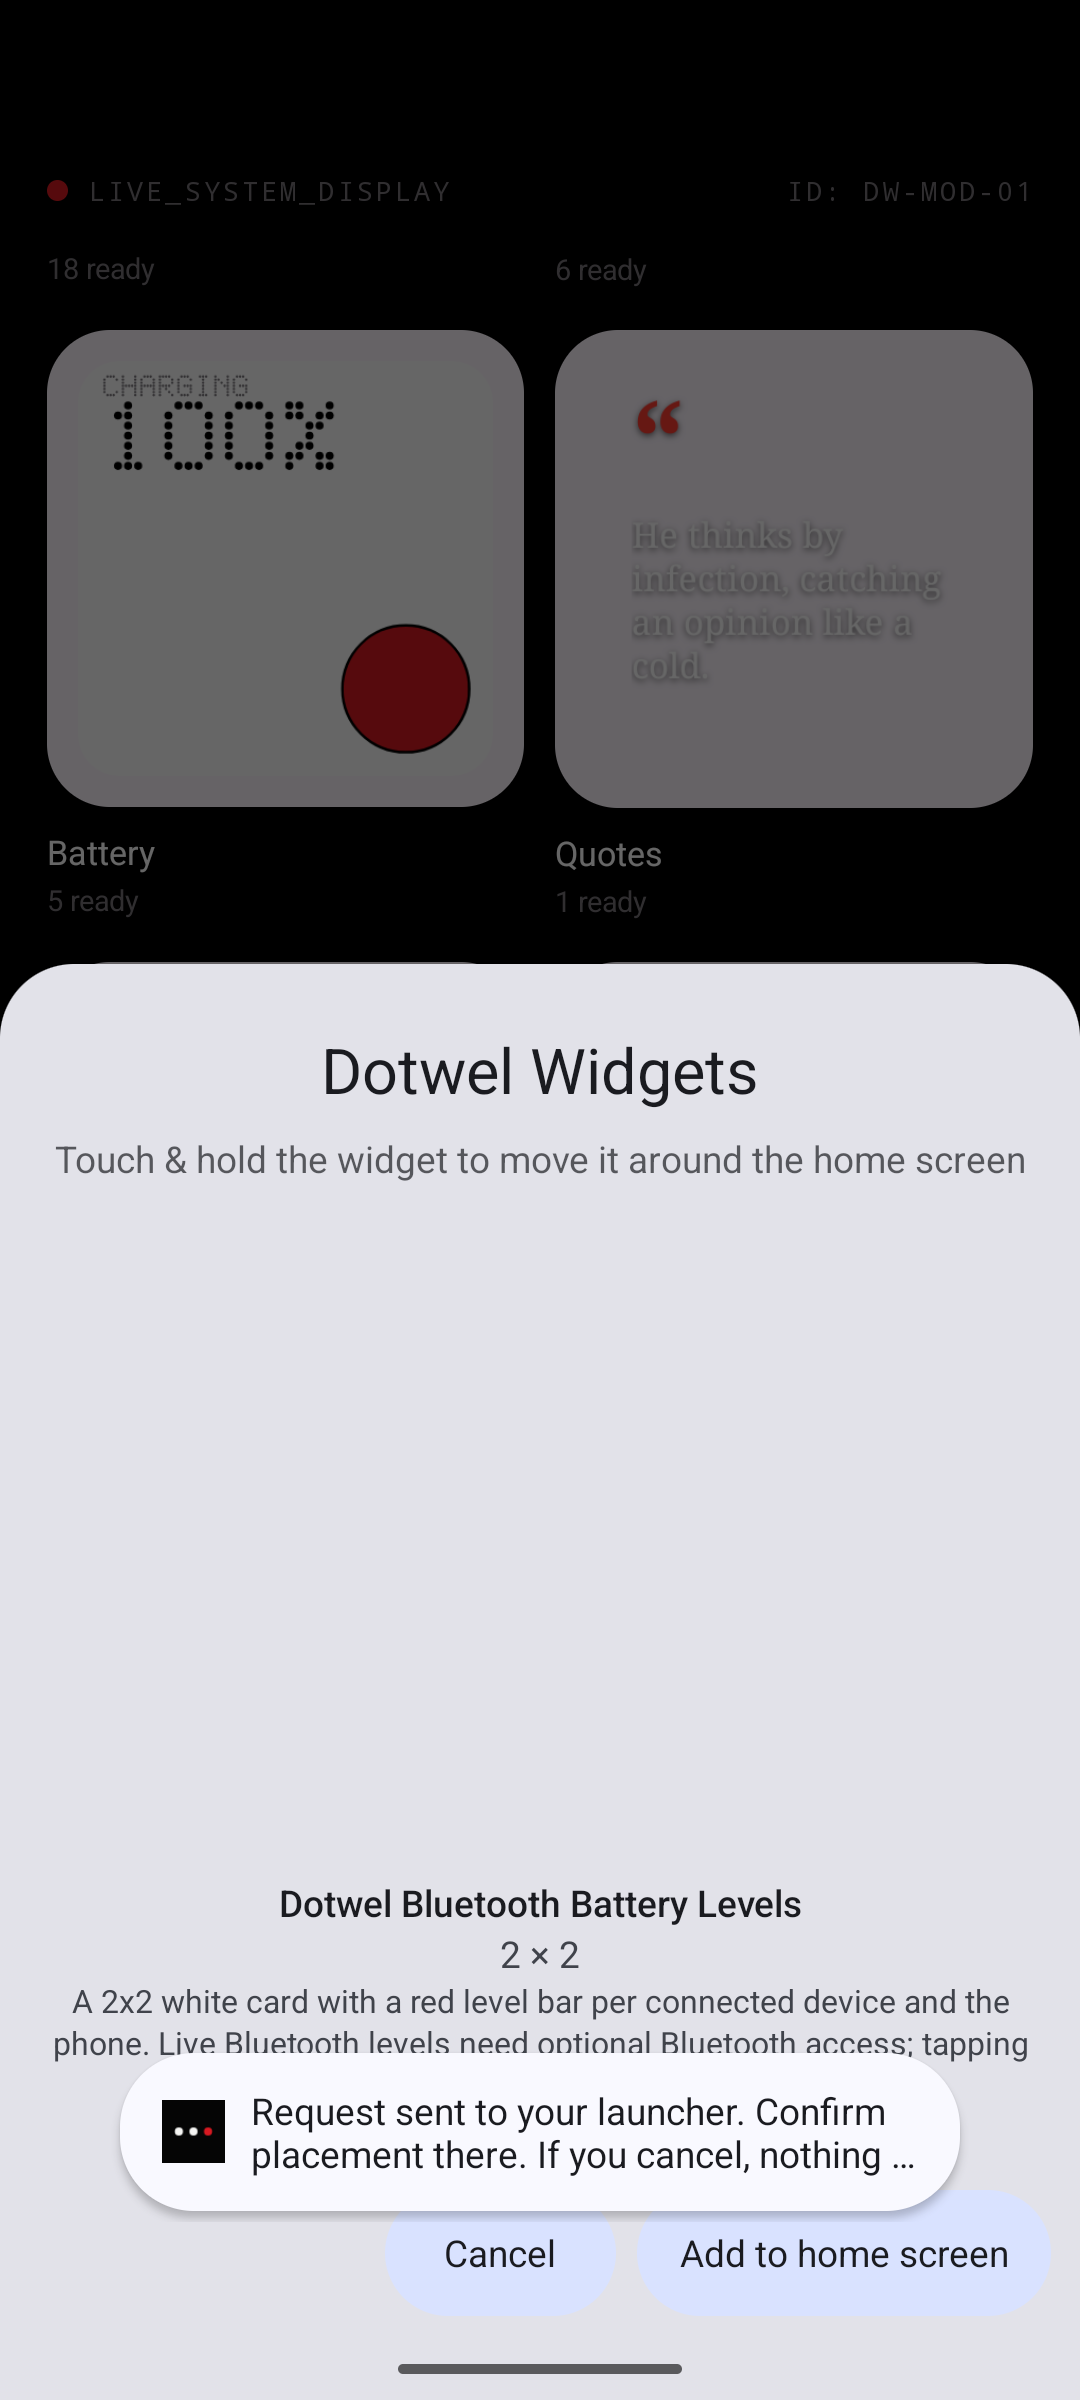 LIVE_SYSTEM_DISPLAY
ID: DW-MOD-01
18 ready
6 ready
CHARGING
100%
“
He thinks by
infection, catching
an opinion like a
cold.
Battery
5 ready
Quotes
1 ready
Dotwel Widgets
Touch & hold the widget to move it around the home screen
Dotwel Bluetooth Battery Levels
2 × 2
A 2x2 white card with a red level bar per connected device and the
phone. Live Bluetooth levels need optional Bluetooth access; tapping
Request sent to your launcher. Confirm
placement there. If you cancel, nothing ...
Cancel
Add to home screen